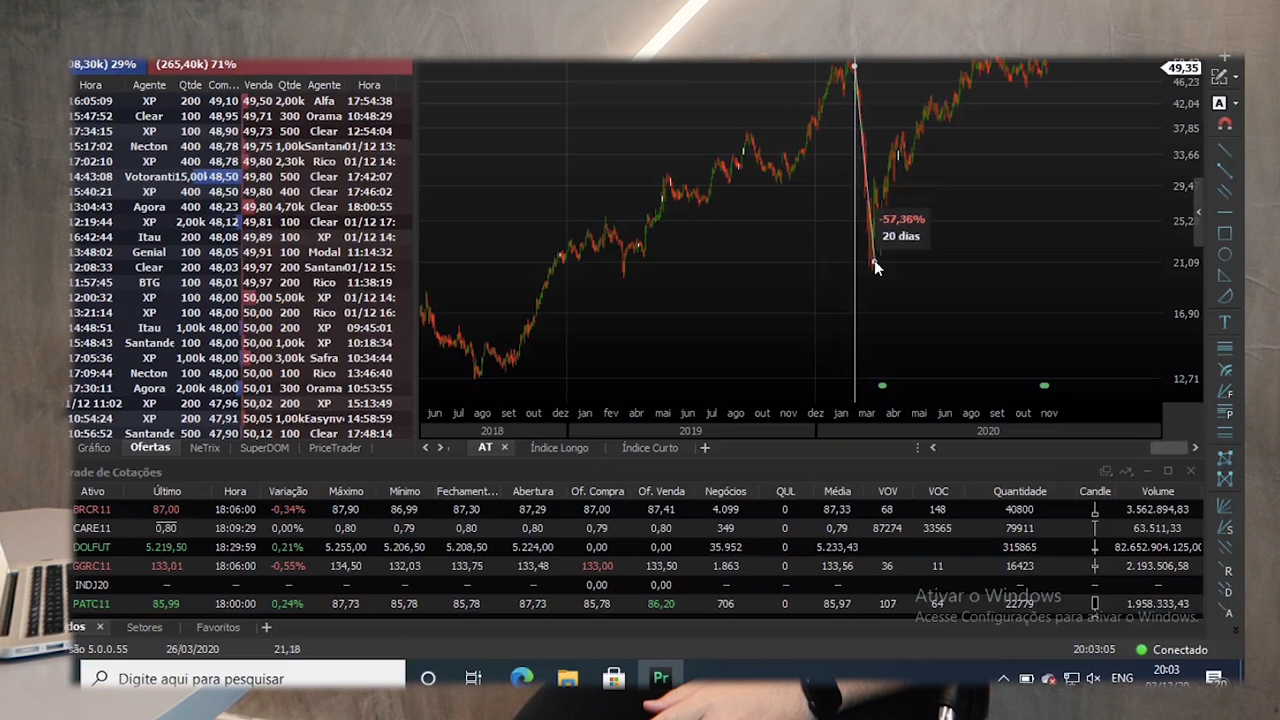 08,30k) 29% (265,40k) 71%
Hora Agente Qtde Com... Venda Qtde Agente Hora
16:05:09 XP 200 49,10 49,50 2,00k Alfa 17:54:38
15:47:52 Clear 100 48,95 49,71 300 Orama 10:48:29
17:34:15 XP 100 48,90 49,73 500 Clear 12:54:04
15:17:02 Necton 400 48,78 49,75 100 Santan 01/12 13:
17:02:10 XP 400 48,78 49,80 2,30k Rico 01/12 14:
14:43:08 Votoranti 15,00k 48,50 49,80 500 Clear 17:42:07
15:40:21 XP 400 48,50 49,80 400 Clear 17:46:02
13:04:43 Agora 400 48,23 49,80 4,70k Clear 18:00:55
12:19:44 XP 2,00k 48,12 49,81 100 Clear 01/12 13:
16:42:44 Itau 100 48,08 49,89 100 XP 01/12 14:
13:48:02 Genial 100 48,05 49,91 100 Modal 11:14:32
12:08:33 Clear 100 48,03 49,97 100 Santan 01/12 13:
11:57:45 BTG 100 48,01 49,97 200 Rico 11:38:19
12:00:32 XP 100 48,00 50,00 5,00k XP 01/12 14:
13:21:14 XP 100 48,00 50,00 200 Rico 01/12 14:
14:48:51 Itau 1,00k 48,00 50,00 200 XP 09:45:01
15:48:43 Santande 100 48,00 50,00 100 Clear 10:18:34
17:05:36 XP 1,00k 48,00 50,00 3,00k Safra 10:34:44
17:09:44 Necton 100 48,00 50,00 200 XP 13:46:40
17:30:11 Agora 2,00k 48,00 50,01 300 Orama 10:53:55
1/12 11:02 XP 100 47,96 50,02 200 XP 15:13:49
10:54:24 XP 100 47,91 50,05 1,00k Easynv 14:58:59
10:56:52 Santande 500 47,90 50,12 100 Clear 17:48:14
Gráfico Ofertas NeTrix SuperDOM PriceTrader
49,35
46,23
42,04
37,85
33,66
29,47
25,28
21,09
16,90
12,71
-57,36%
20 dias
jun jul ago set out dez jan fev abr mai jun jul ago out nov dez jan mar abr mai jun ago set out nov
2018 2019 2020
AT Índice Longo Índice Curto
rade de Cotações
Ativo Último Hora Variação Máximo Mínimo Fechament... Abertura Of. Compra Of. Venda Negócios QUL Média VOV VOC Quantidade Candle Volume
BRCR11 87,00 18:06:00 -0,34% 87,90 86,99 87,30 87,29 87,00 87,41 4.099 0 87,33 68 148 40800 3.562.894,83
CARE11 0,80 18:09:29 0,00% 0,80 0,79 0,80 0,80 0,79 0,80 349 0 0,79 87274 33565 79911 63.511,33
DOLFUT 5.219,50 18:29:59 0,21% 5.255,00 5.206,50 5.208,50 5.224,00 0,00 0,00 35.952 0 5.233,43 315865 82.652.904.125,00
GGRC11 133,01 18:06:00 -0,55% 134,50 132,03 133,75 133,48 133,00 133,50 1.863 0 133,56 36 11 16423 2.193.506,58
INDJ20 – – – – – – – 0,00 0,00 – – – – – –
PATC11 85,99 18:00:00 0,24% 87,73 85,78 85,78 87,73 85,78 86,20 706 0 85,97 107 64 22779 1.958.333,43
Ativar o Windows
Acesse Configurações para ativar o Windows.
dos Setores Favoritos
são 5.0.0.55 26/03/2020 21,18 20:03:05 Conectado
Digite aqui para pesquisar Pr ENG 20:03